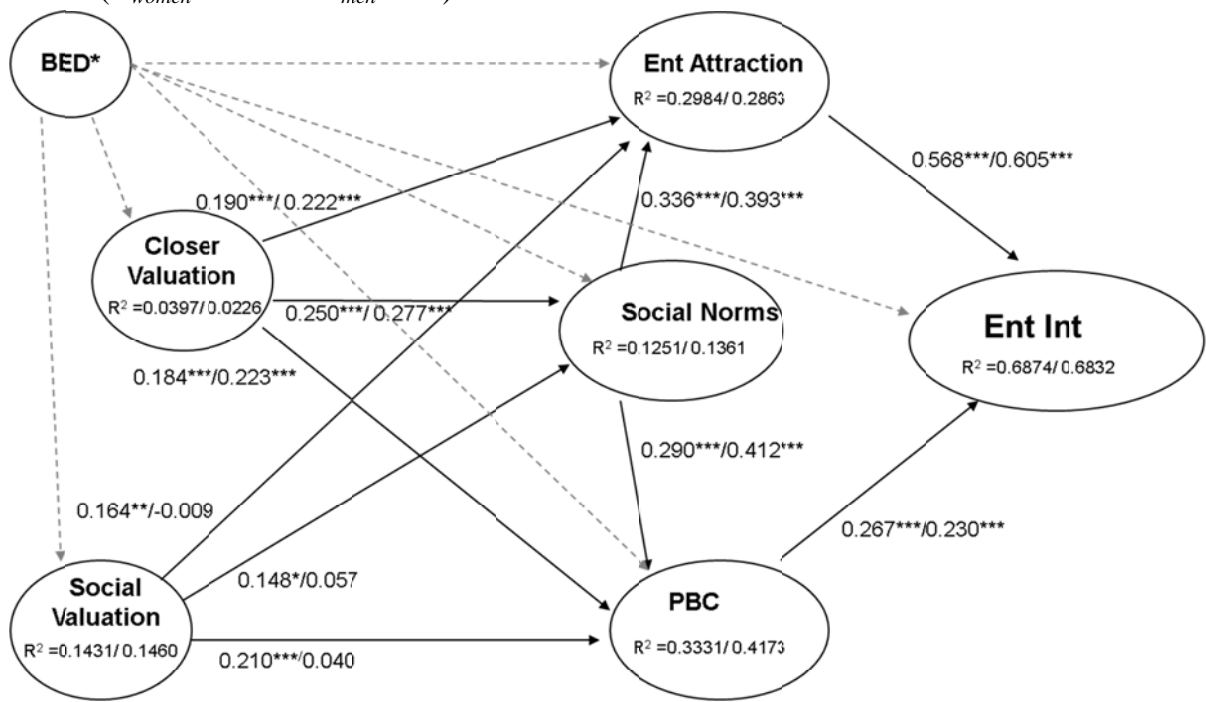 BED*
Ent Attraction
R² =0.2984/ 0.2863
0.568***/0.605***
0.190***/ 0.222***
0.336***/0.393***
Closer
Valuation
R² =0.0397/ 0.0226
0.250***/ 0.277***
Social Norms
R² =0.1251/ 0.1361
Ent Int
R² =0.6874/ 0.6832
0.184***/0.223***
0.290***/0.412***
0.164**/-0.009
0.267***/0.230***
0.148*/0.057
Social
Valuation
R² =0.1431/ 0.1460
PBC
R² =0.3331/ 0.4173
0.210***/0.040